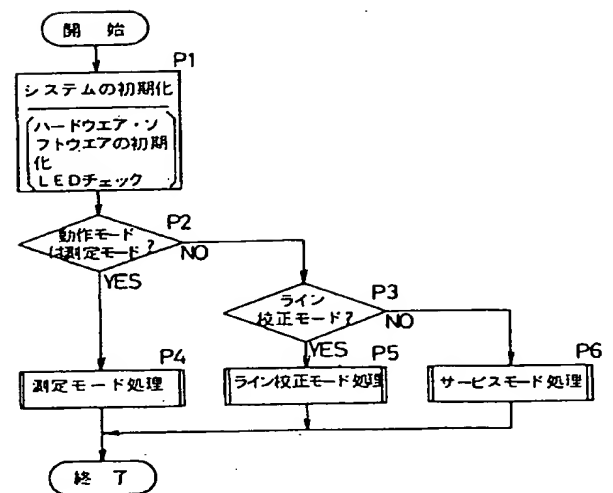 開 始
P1
システムの初期化
ハードウエア・ソ
フトウエアの初期
化
LEDチェック
P2
動作モード
は測定モード?
NO
YES
P3
ライン
校正モード?
NO
YES
P4
測定モード処理
P5
ライン校正モード処理
P6
サービスモード処理
終 了